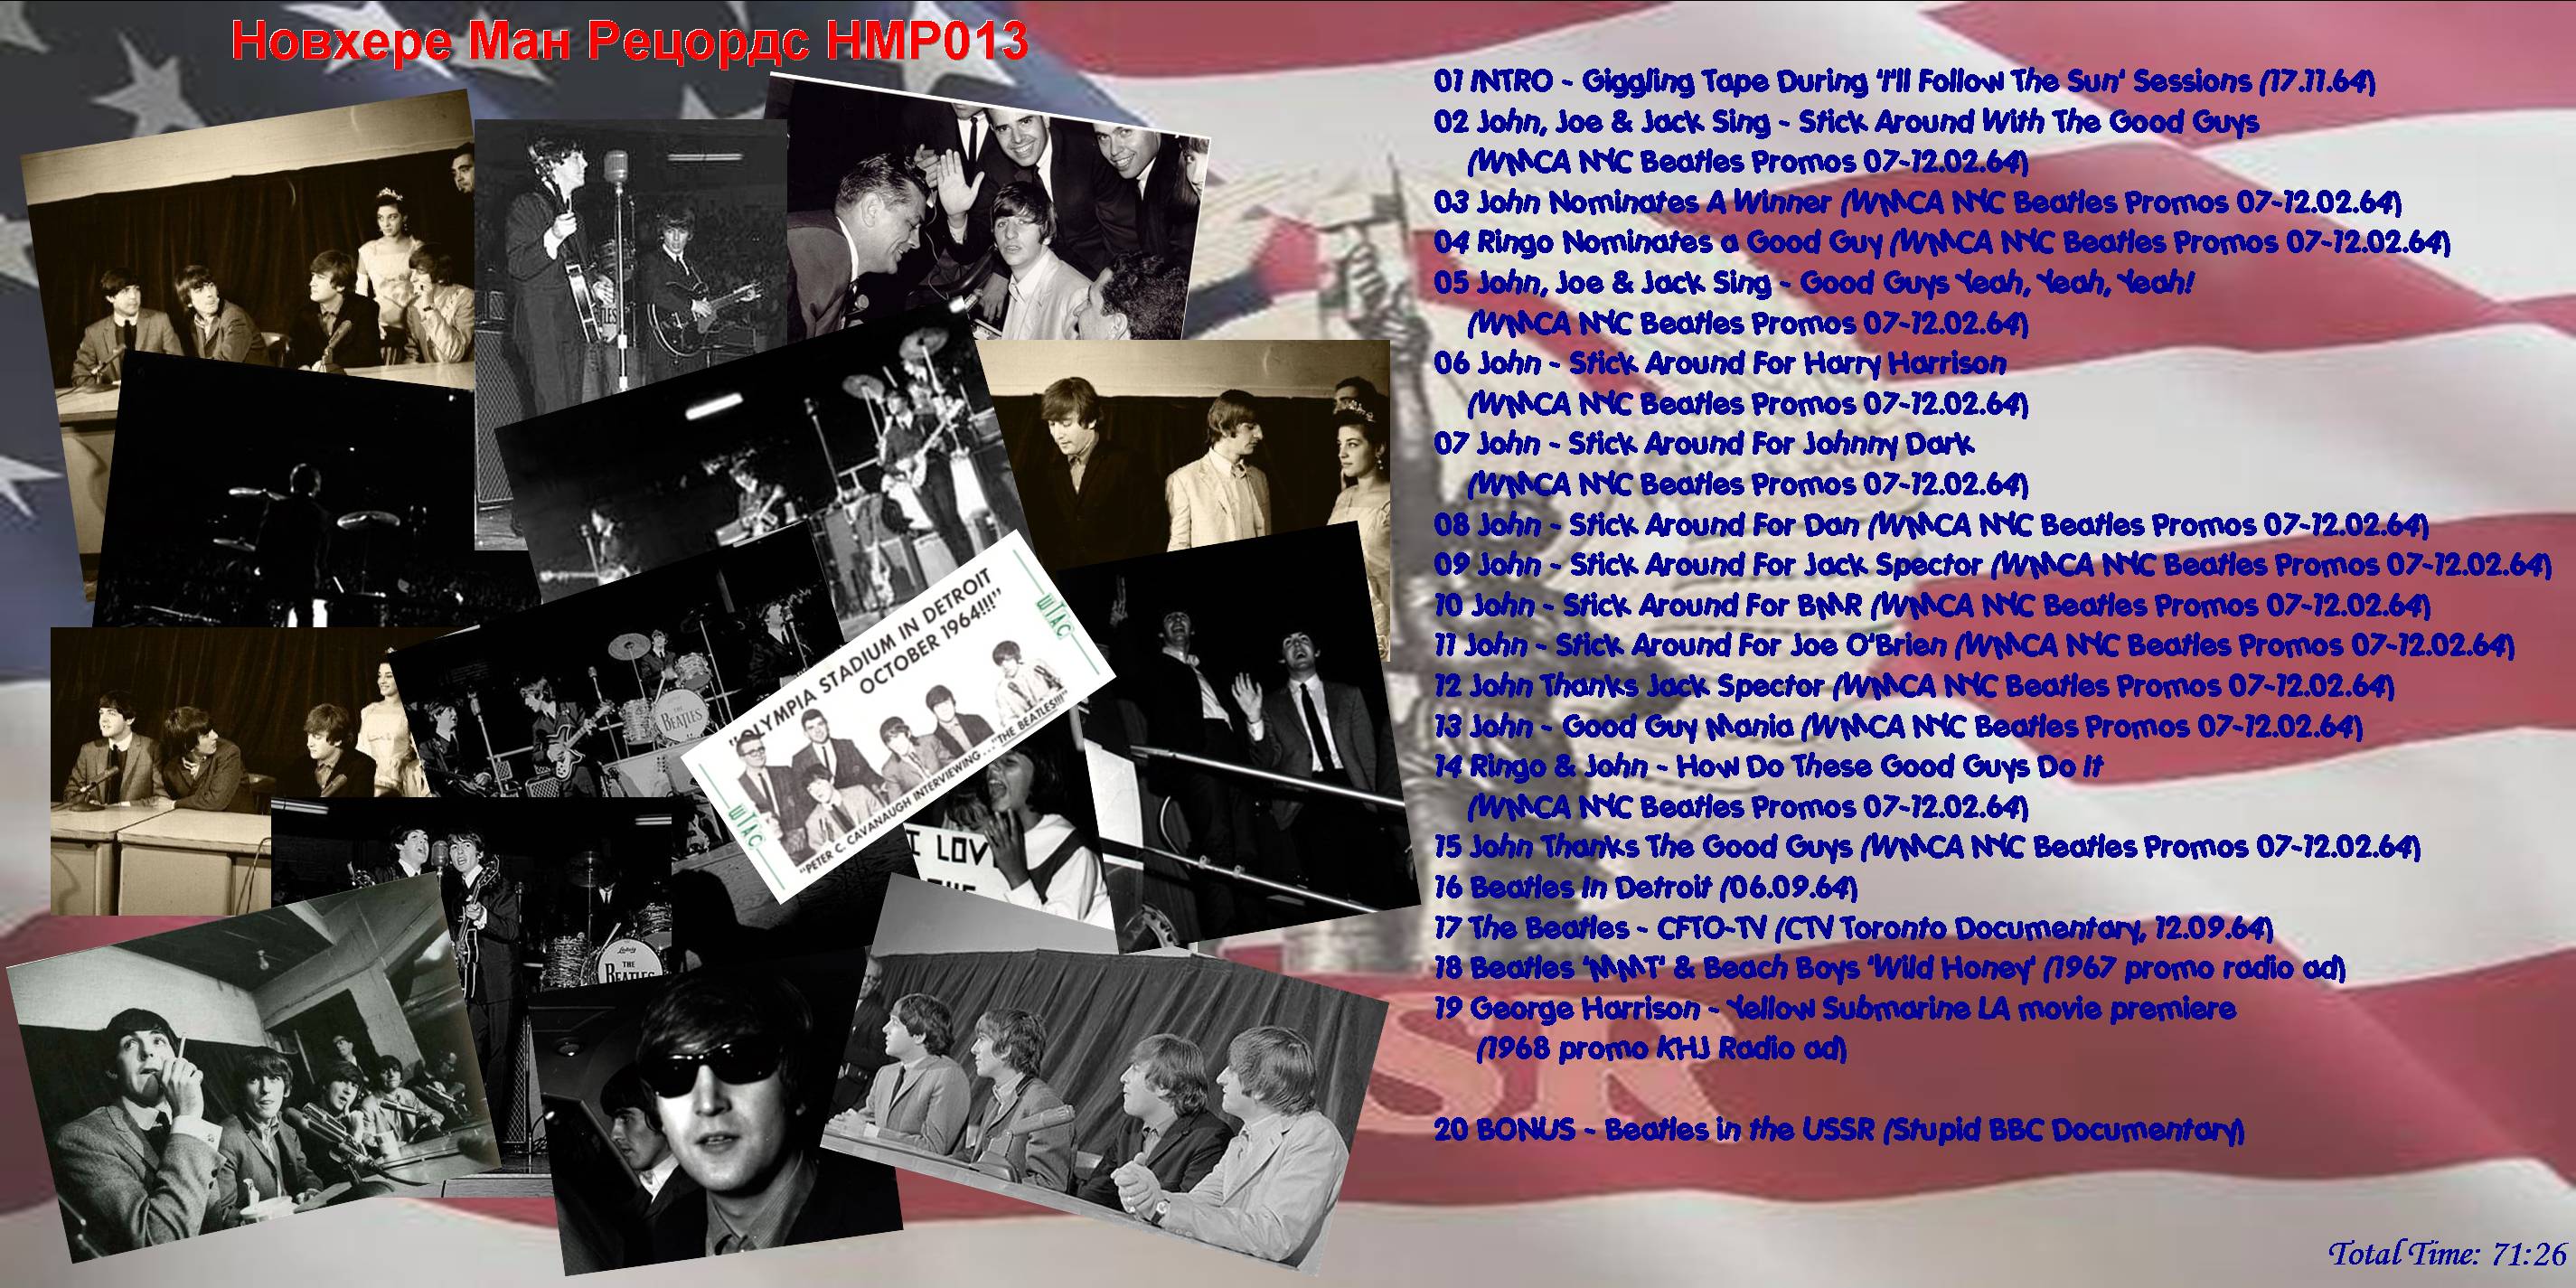 Новхере Ман Рецордс НМР013
01 INTRO - Giggling Tape During 'I'll Follow The Sun' Sessions (17.11.64)
02 John, Joe & Jack Sing - Stick Around With The Good Guys
(WMCA NYC Beatles Promos 07-12.02.64)
03 John Nominates A Winner (WMCA NYC Beatles Promos 07-12.02.64)
04 Ringo Nominates a Good Guy (WMCA NYC Beatles Promos 07-12.02.64)
05 John, Joe & Jack Sing - Good Guys Yeah, Yeah, Yeah!
(WMCA NYC Beatles Promos 07-12.02.64)
06 John - Stick Around For Harry Harrison
(WMCA NYC Beatles Promos 07-12.02.64)
07 John - Stick Around For Johnny Dark
(WMCA NYC Beatles Promos 07-12.02.64)
08 John - Stick Around For Dan (WMCA NYC Beatles Promos 07-12.02.64)
09 John - Stick Around For Jack Spector (WMCA NYC Beatles Promos 07-12.02.64)
10 John - Stick Around For BMR (WMCA NYC Beatles Promos 07-12.02.64)
11 John - Stick Around For Joe O'Brien (WMCA NYC Beatles Promos 07-12.02.64)
12 John Thanks Jack Spector (WMCA NYC Beatles Promos 07-12.02.64)
13 John - Good Guy Mania (WMCA NYC Beatles Promos 07-12.02.64)
14 Ringo & John - How Do These Good Guys Do It
(WMCA NYC Beatles Promos 07-12.02.64)
15 John Thanks The Good Guys (WMCA NYC Beatles Promos 07-12.02.64)
16 Beatles In Detroit (06.09.64)
17 The Beatles - CFTO-TV (CTV Toronto Documentary, 12.09.64)
18 Beatles 'MMT' & Beach Boys 'Wild Honey' (1967 promo radio ad)
19 George Harrison - Yellow Submarine LA movie premiere
(1968 promo KHJ Radio ad)
20 BONUS - Beatles in the USSR (Stupid BBC Documentary)
Total Time: 71:26
"OLYMPIA STADIUM IN DETROIT
OCTOBER 1964!!!"
WTAC
WTAC
"PETER C. CAVANAUGH INTERVIEWING..."THE BEATLES!!!"
THE
BEATLES
I LOV
THE
Ludwig
THE
BEATLES
TLES
SR